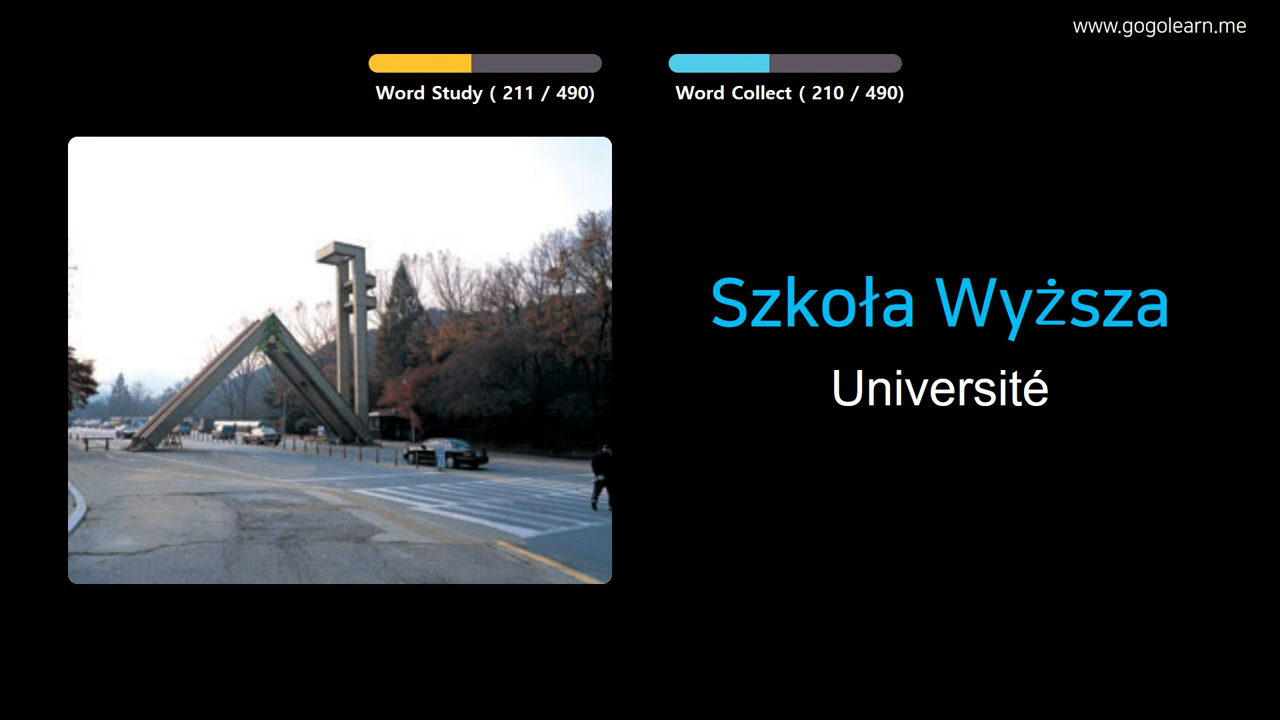 www.gogolearn.me
Word Study ( 211 / 490)
Word Collect ( 210 / 490)
Szkoła Wyższa
Université